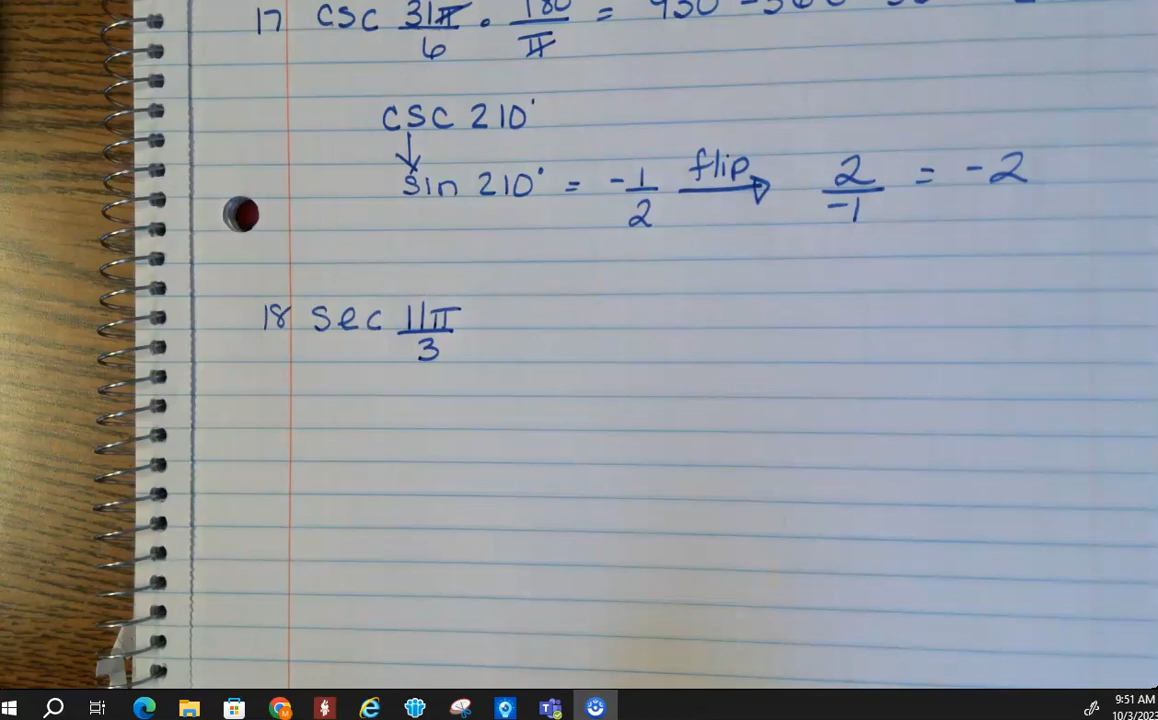 17 csc 31π/6 · 180/π = 930
csc 210°
sin 210° = -1/2 flip 2/-1 = -2
18 sec 11π/3
9:51 AM